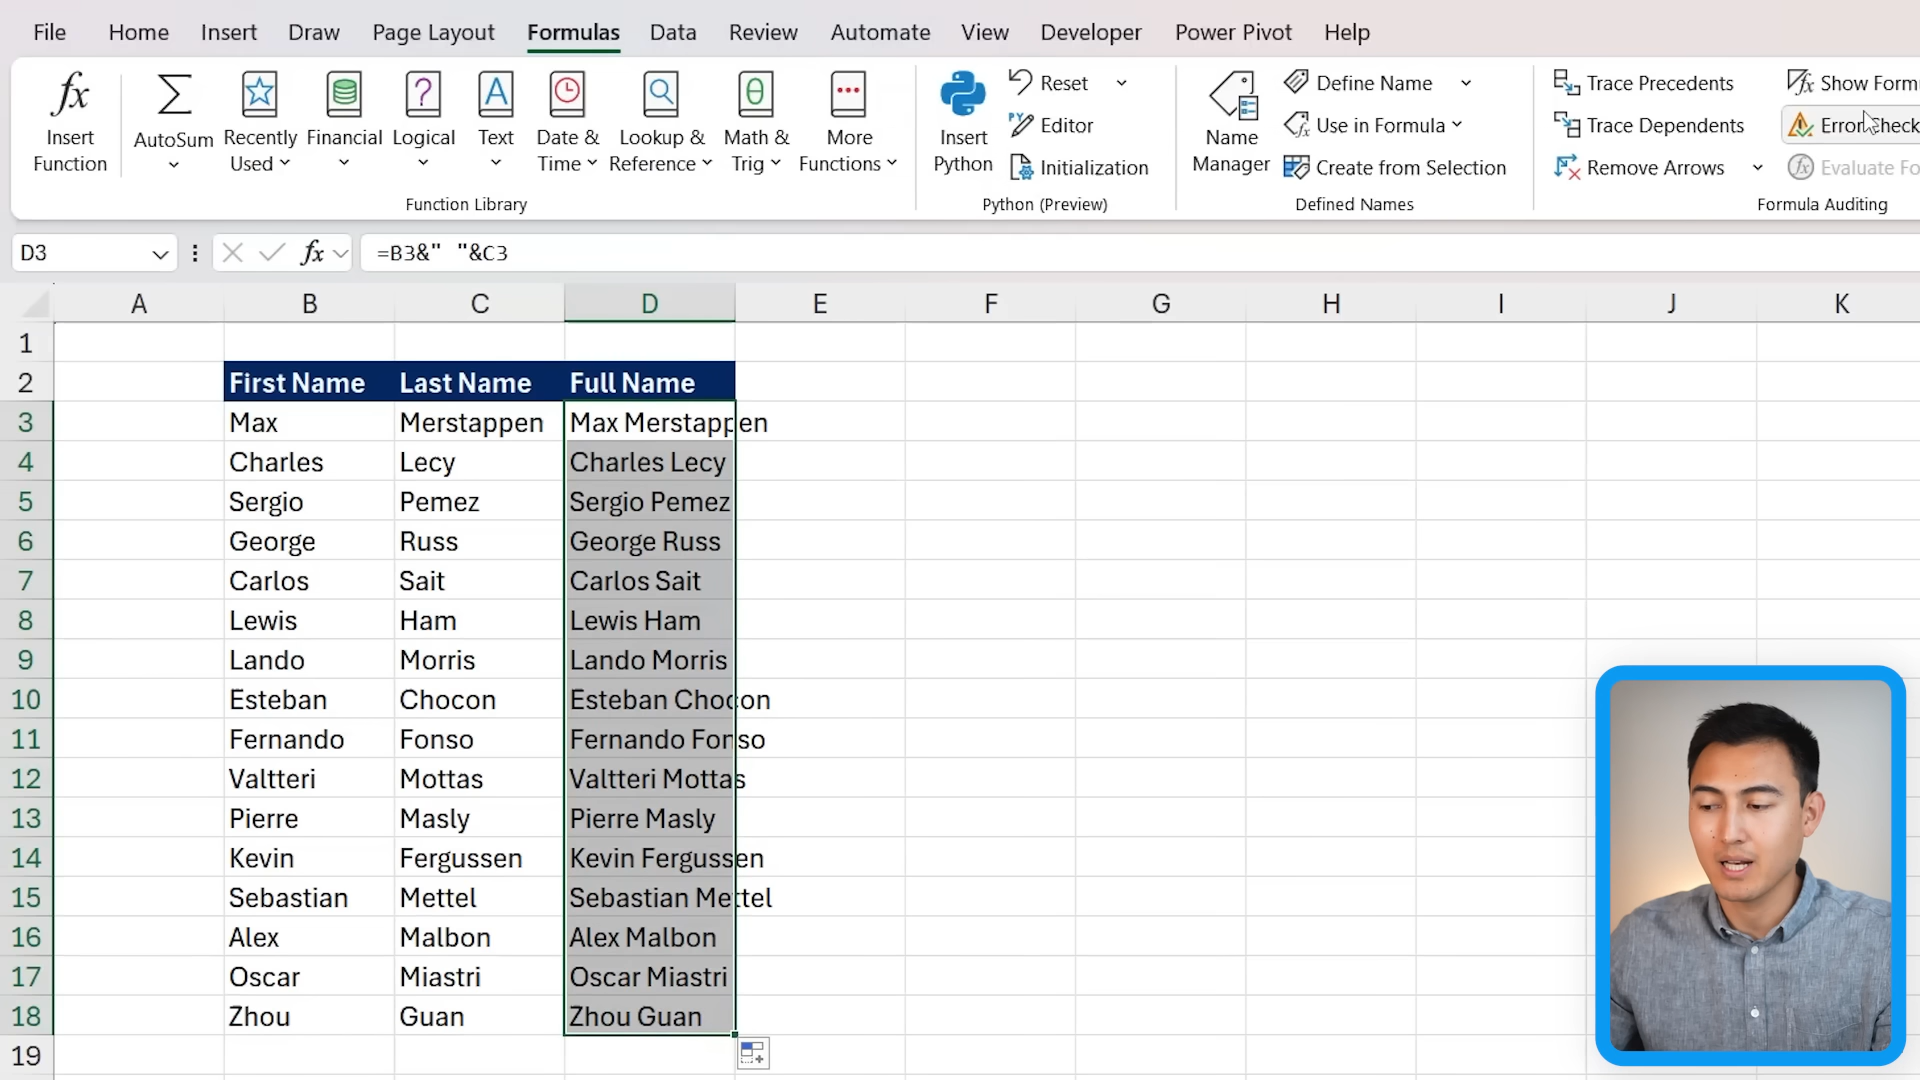 File Home Insert Draw Page Layout Formulas Data Review Automate View Developer Power Pivot Help
fx Insert Function
AutoSum
Recently Used
Financial
Logical
Text
Date & Time
Lookup & Reference
Math & Trig
More Functions
Function Library
Insert Python
Reset
Editor
Initialization
Python (Preview)
Name Manager
Define Name
Use in Formula
Create from Selection
Defined Names
Trace Precedents
Trace Dependents
Remove Arrows
Show
Error
Evaluate
Formula Auditing
D3 fx =B3&" "&C3
A B C D E F G H I J K
1
2 First Name Last Name Full Name
3 Max Merstappen Max Merstappen
4 Charles Lecy Charles Lecy
5 Sergio Pemez Sergio Pemez
6 George Russ George Russ
7 Carlos Sait Carlos Sait
8 Lewis Ham Lewis Ham
9 Lando Morris Lando Morris
10 Esteban Chocon Esteban Chocon
11 Fernando Fonso Fernando Fonso
12 Valtteri Mottas Valtteri Mottas
13 Pierre Masly Pierre Masly
14 Kevin Fergussen Kevin Fergussen
15 Sebastian Mettel Sebastian Mettel
16 Alex Malbon Alex Malbon
17 Oscar Miastri Oscar Miastri
18 Zhou Guan Zhou Guan
19